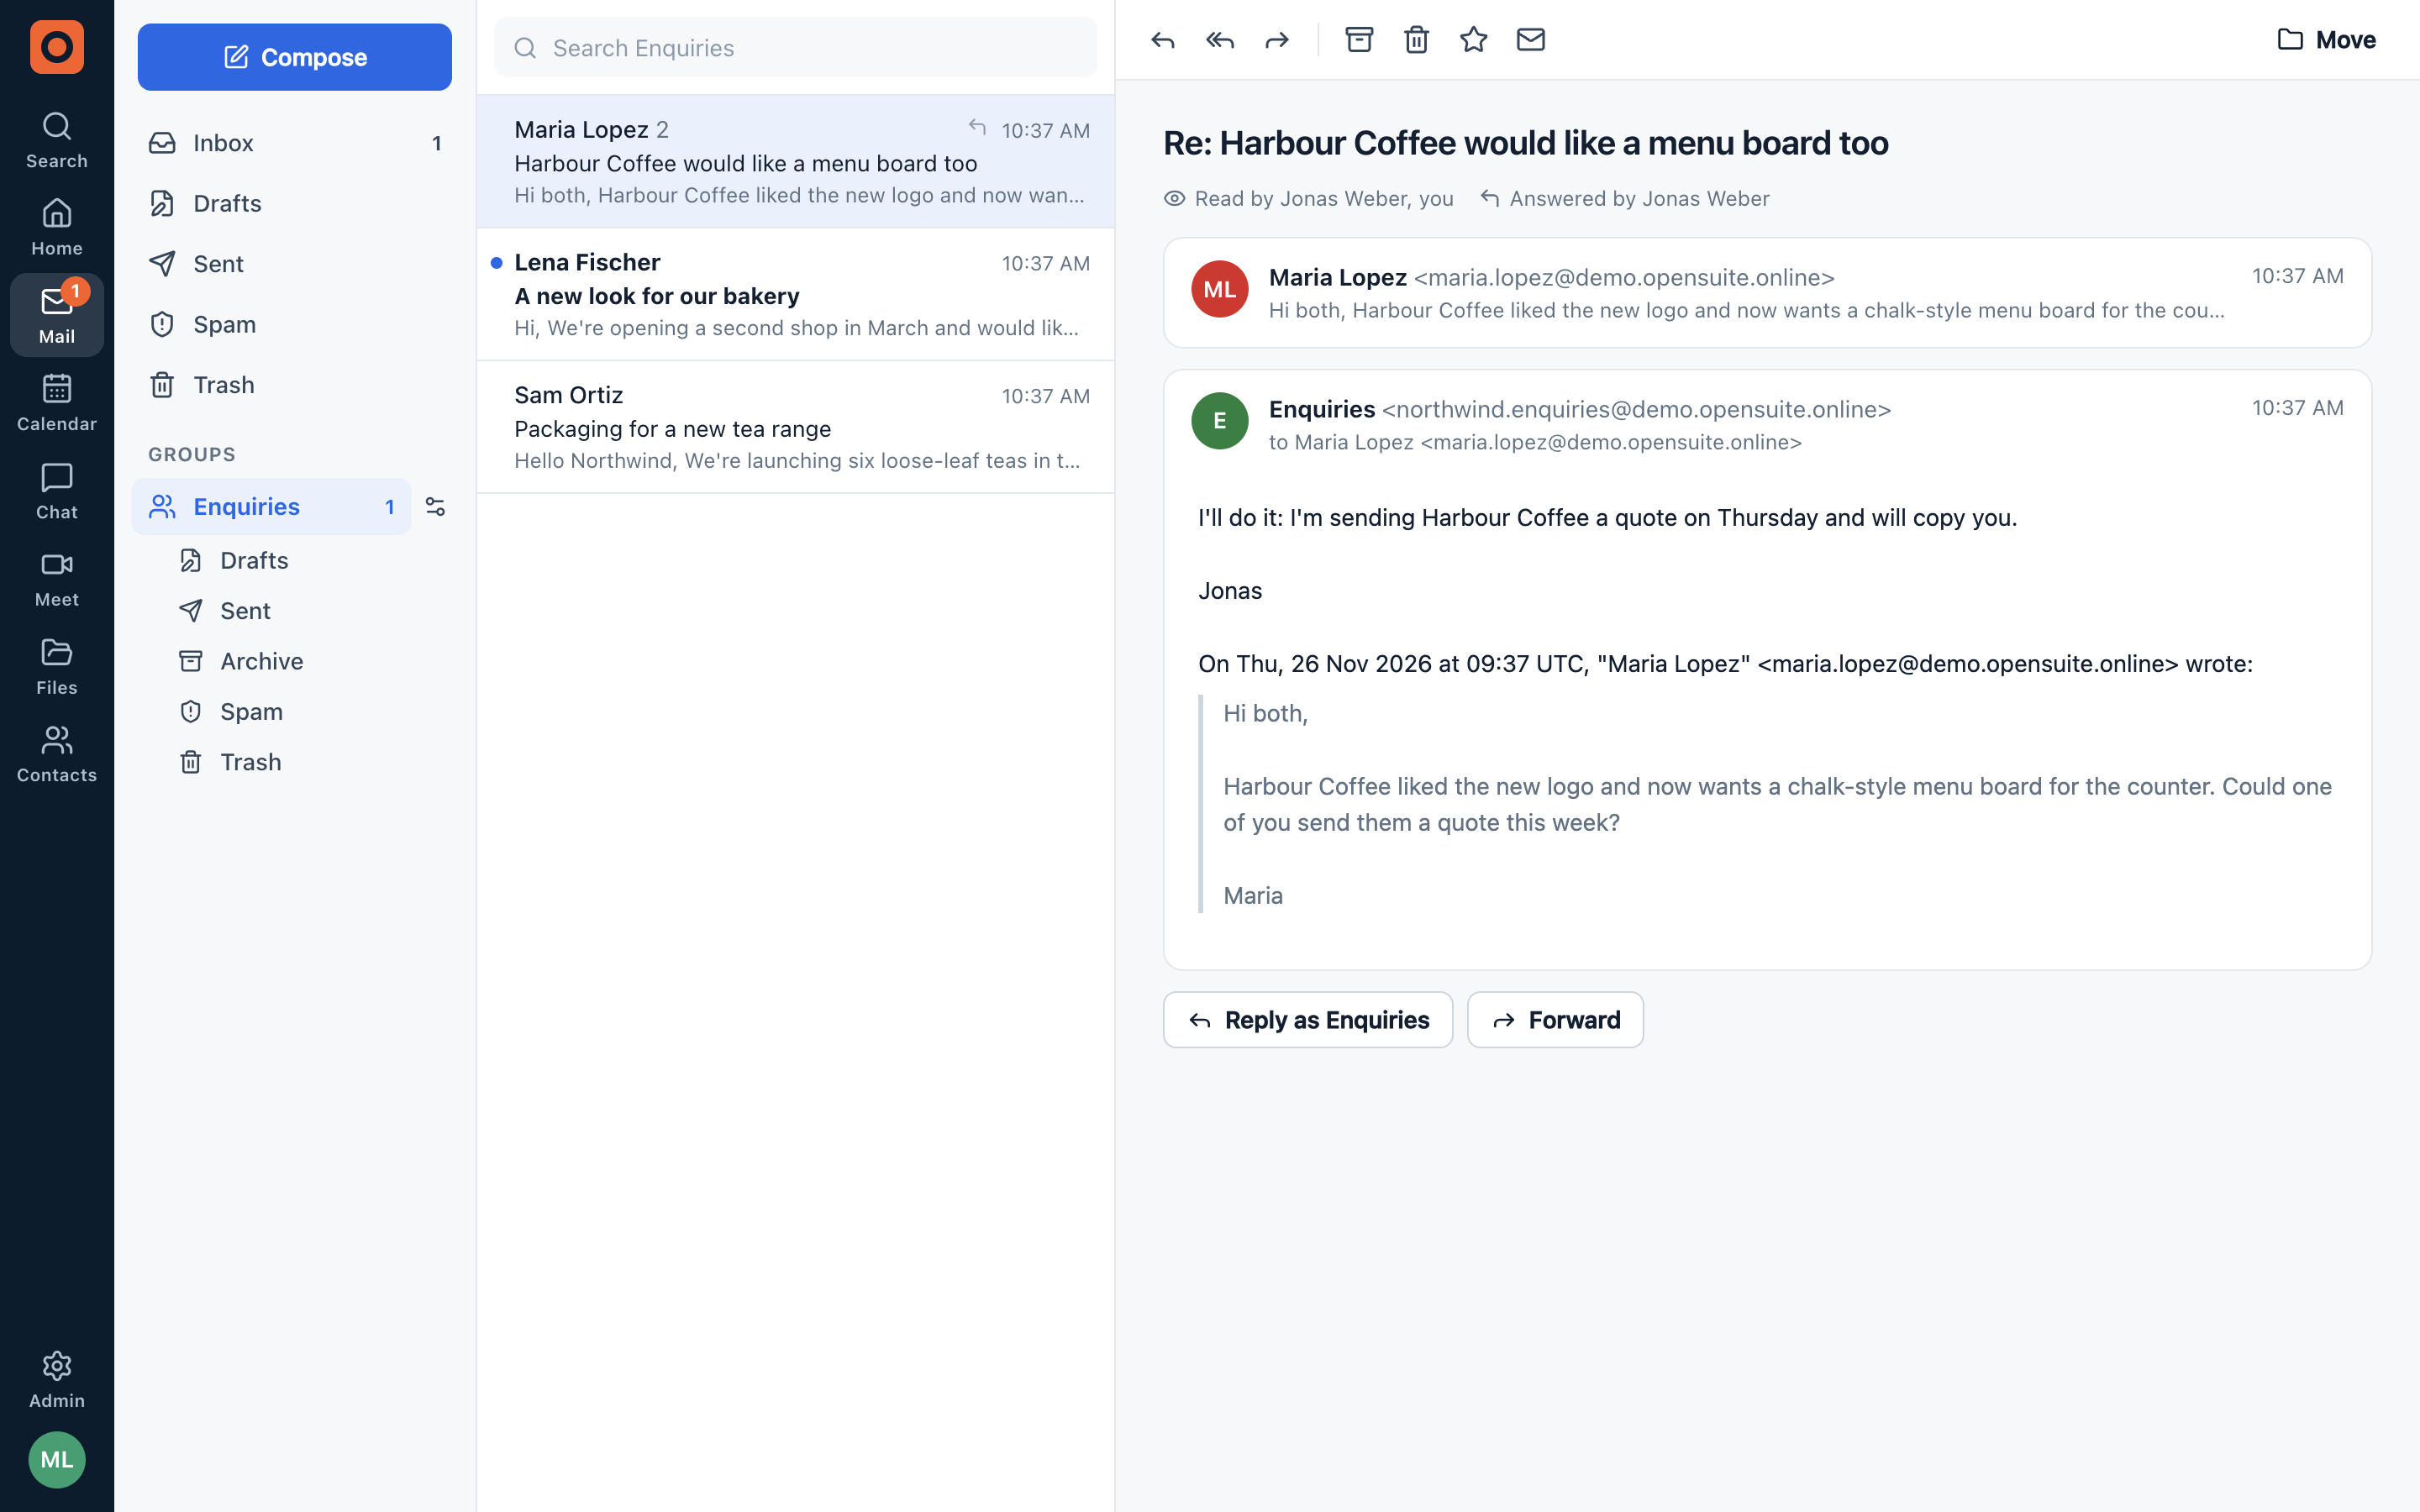 Search
Home
1
Mail
Calendar
Chat
Meet
Files
Contacts
Admin
ML
Compose
Inbox 1
Drafts
Sent
Spam
Trash
GROUPS
Enquiries 1
Drafts
Sent
Archive
Spam
Trash
Search Enquiries
Maria Lopez 2 10:37 AM
Harbour Coffee would like a menu board too
Hi both, Harbour Coffee liked the new logo and now wan...
Lena Fischer 10:37 AM
A new look for our bakery
Hi, We're opening a second shop in March and would lik...
Sam Ortiz 10:37 AM
Packaging for a new tea range
Hello Northwind, We're launching six loose-leaf teas in t...
Move
Re: Harbour Coffee would like a menu board too
Read by Jonas Weber, you Answered by Jonas Weber
ML
Maria Lopez <maria.lopez@demo.opensuite.online> 10:37 AM
Hi both, Harbour Coffee liked the new logo and now wants a chalk-style menu board for the cou...
E
Enquiries <northwind.enquiries@demo.opensuite.online> 10:37 AM
to Maria Lopez <maria.lopez@demo.opensuite.online>
I'll do it: I'm sending Harbour Coffee a quote on Thursday and will copy you.
Jonas
On Thu, 26 Nov 2026 at 09:37 UTC, "Maria Lopez" <maria.lopez@demo.opensuite.online> wrote:
Hi both,
Harbour Coffee liked the new logo and now wants a chalk-style menu board for the counter. Could one
of you send them a quote this week?
Maria
Reply as Enquiries
Forward